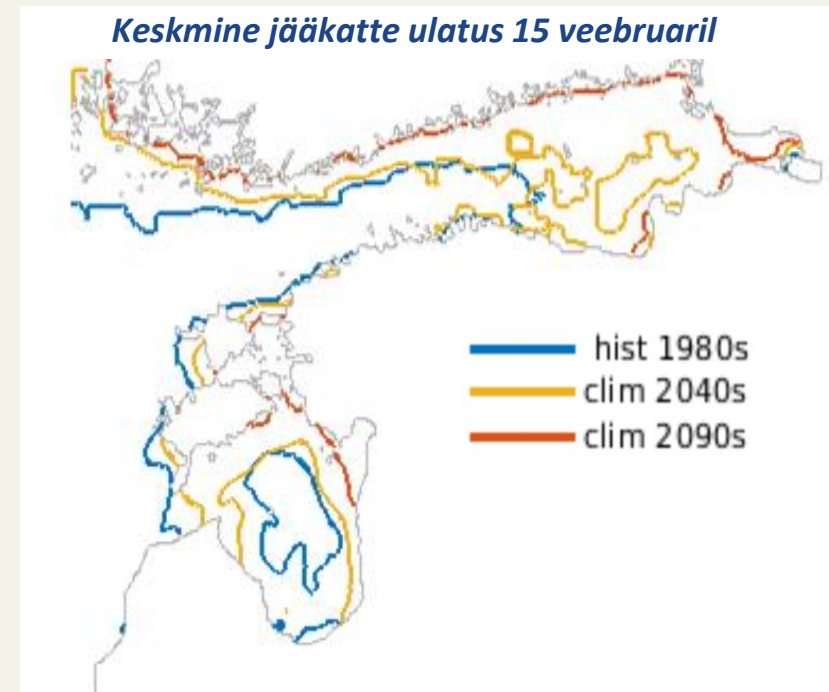 Keskmine jääkatte ulatus 15 veebruaril
hist 1980s
clim 2040s
clim 2090s